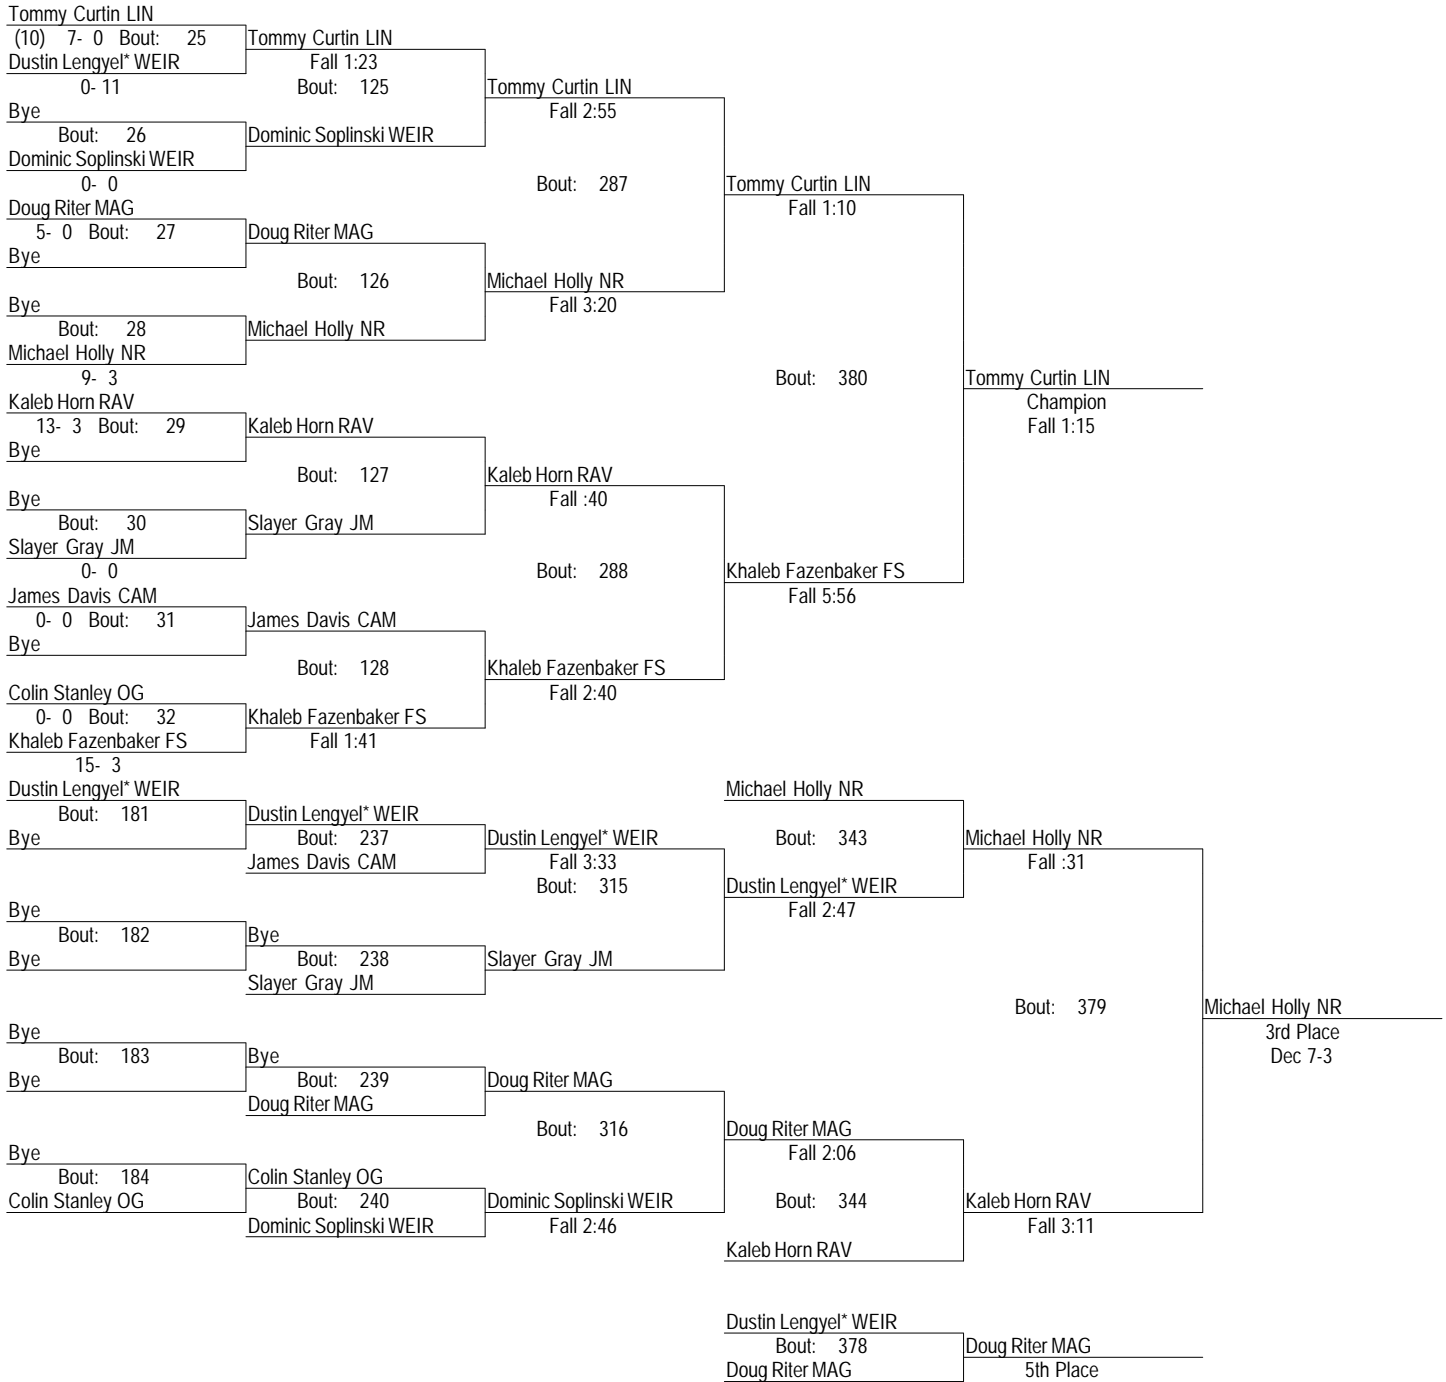 Tommy Curtin LIN
(10) 7- 0 Bout: 25 Tommy Curtin LIN
Dustin Lengyel* WEIR Fall 1:23
0- 11 Bout: 125 Tommy Curtin LIN
Bye Fall 2:55
Bout: 26 Dominic Soplinski WEIR
Dominic Soplinski WEIR
0- 0 Bout: 287 Tommy Curtin LIN
Doug Riter MAG Fall 1:10
5- 0 Bout: 27 Doug Riter MAG
Bye
Bout: 126 Michael Holly NR
Bye Fall 3:20
Bout: 28 Michael Holly NR
Michael Holly NR
9- 3 Bout: 380 Tommy Curtin LIN
Kaleb Horn RAV Champion
13- 3 Bout: 29 Kaleb Horn RAV Fall 1:15
Bye
Bout: 127 Kaleb Horn RAV
Bye Fall :40
Bout: 30 Slayer Gray JM
Slayer Gray JM
0- 0 Bout: 288 Khaleb Fazenbaker FS
James Davis CAM Fall 5:56
0- 0 Bout: 31 James Davis CAM
Bye
Bout: 128 Khaleb Fazenbaker FS
Colin Stanley OG Fall 2:40
0- 0 Bout: 32 Khaleb Fazenbaker FS
Khaleb Fazenbaker FS Fall 1:41
15- 3
Dustin Lengyel* WEIR Michael Holly NR
Bout: 181 Dustin Lengyel* WEIR
Bye Bout: 237 Dustin Lengyel* WEIR Bout: 343 Michael Holly NR
James Davis CAM Fall 3:33 Fall :31
Bout: 315 Dustin Lengyel* WEIR
Bye Fall 2:47
Bout: 182 Bye
Bye Bout: 238 Slayer Gray JM
Slayer Gray JM
Bout: 379 Michael Holly NR
Bye 3rd Place
Bout: 183 Bye Dec 7-3
Bye Bout: 239 Doug Riter MAG
Doug Riter MAG
Bout: 316 Doug Riter MAG
Bye Fall 2:06
Bout: 184 Colin Stanley OG
Colin Stanley OG Bout: 240 Dominic Soplinski WEIR Bout: 344 Kaleb Horn RAV
Dominic Soplinski WEIR Fall 2:46 Fall 3:11
Kaleb Horn RAV
Dustin Lengyel* WEIR
Bout: 378 Doug Riter MAG
Doug Riter MAG 5th Place